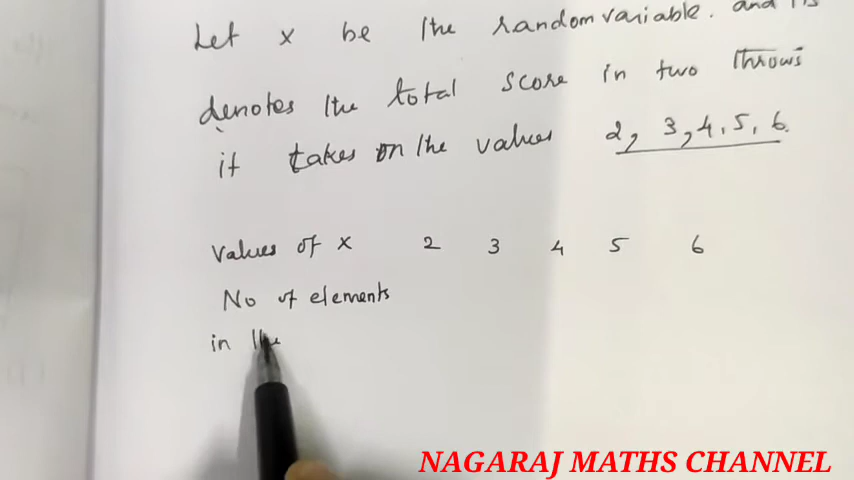 Let x be the random variable. and its
denotes the total score in two throws
it takes on the values 2, 3, 4, 5, 6.
values of x 2 3 4 5 6
No of elements
in the
NAGARAJ MATHS CHANNEL